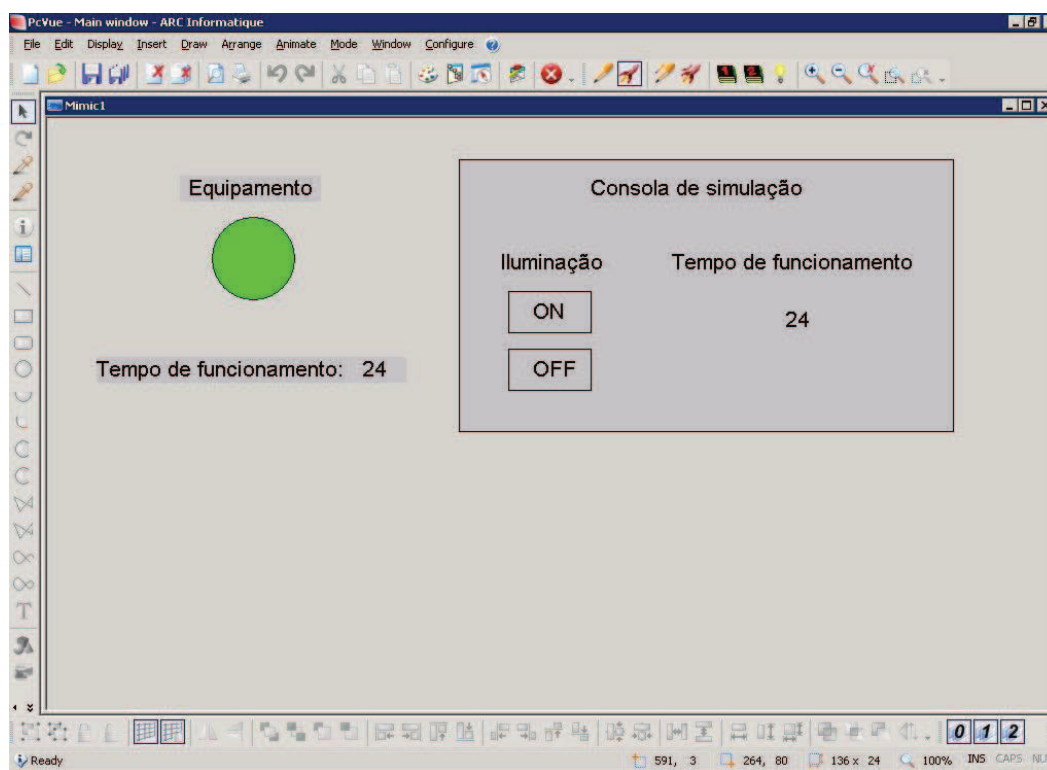 PcVue - Main window - ARC Informatique
File Edit Display Insert Draw Arrange Animate Mode Window Configure
Mimic1
Equipamento
Consola de simulação
Iluminação Tempo de funcionamento
ON
24
OFF
Tempo de funcionamento: 24
T
0 1 2
Ready 591, 3 264, 80 136 x 24 100% INS CAPS